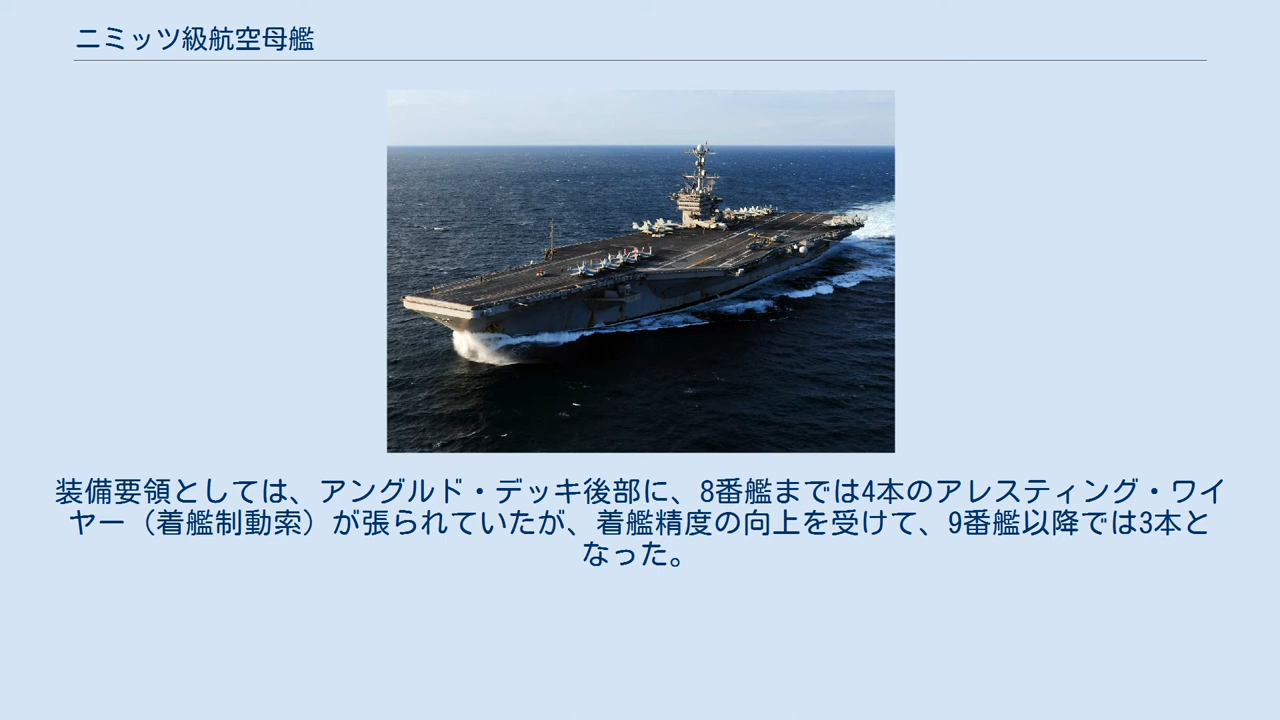 ニミッツ級航空母艦
装備要領としては、アングルド・デッキ後部に、8番艦までは4本のアレスティング・ワイ
ヤー（着艦制動索）が張られていたが、着艦精度の向上を受けて、9番艦以降では3本と
なった。